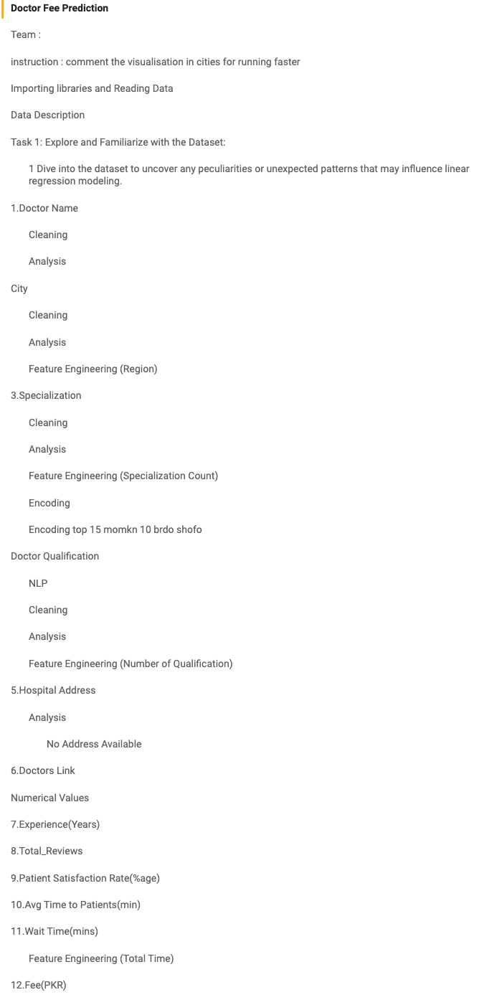 Doctor Fee Prediction
Team :
instruction : comment the visualisation in cities for running faster
Importing libraries and Reading Data
Data Description
Task 1: Explore and Familiarize with the Dataset:
1 Dive into the dataset to uncover any peculiarities or unexpected patterns that may influence linear
regression modeling.
1.Doctor Name
Cleaning
Analysis
City
Cleaning
Analysis
Feature Engineering (Region)
3.Specialization
Cleaning
Analysis
Feature Engineering (Specialization Count)
Encoding
Encoding top 15 momkn 10 brdo shofo
Doctor Qualification
NLP
Cleaning
Analysis
Feature Engineering (Number of Qualification)
5.Hospital Address
Analysis
No Address Available
6.Doctors Link
Numerical Values
7.Experience(Years)
8.Total_Reviews
9.Patient Satisfaction Rate(%age)
10.Avg Time to Patients(min)
11.Wait Time(mins)
Feature Engineering (Total Time)
12.Fee(PKR)